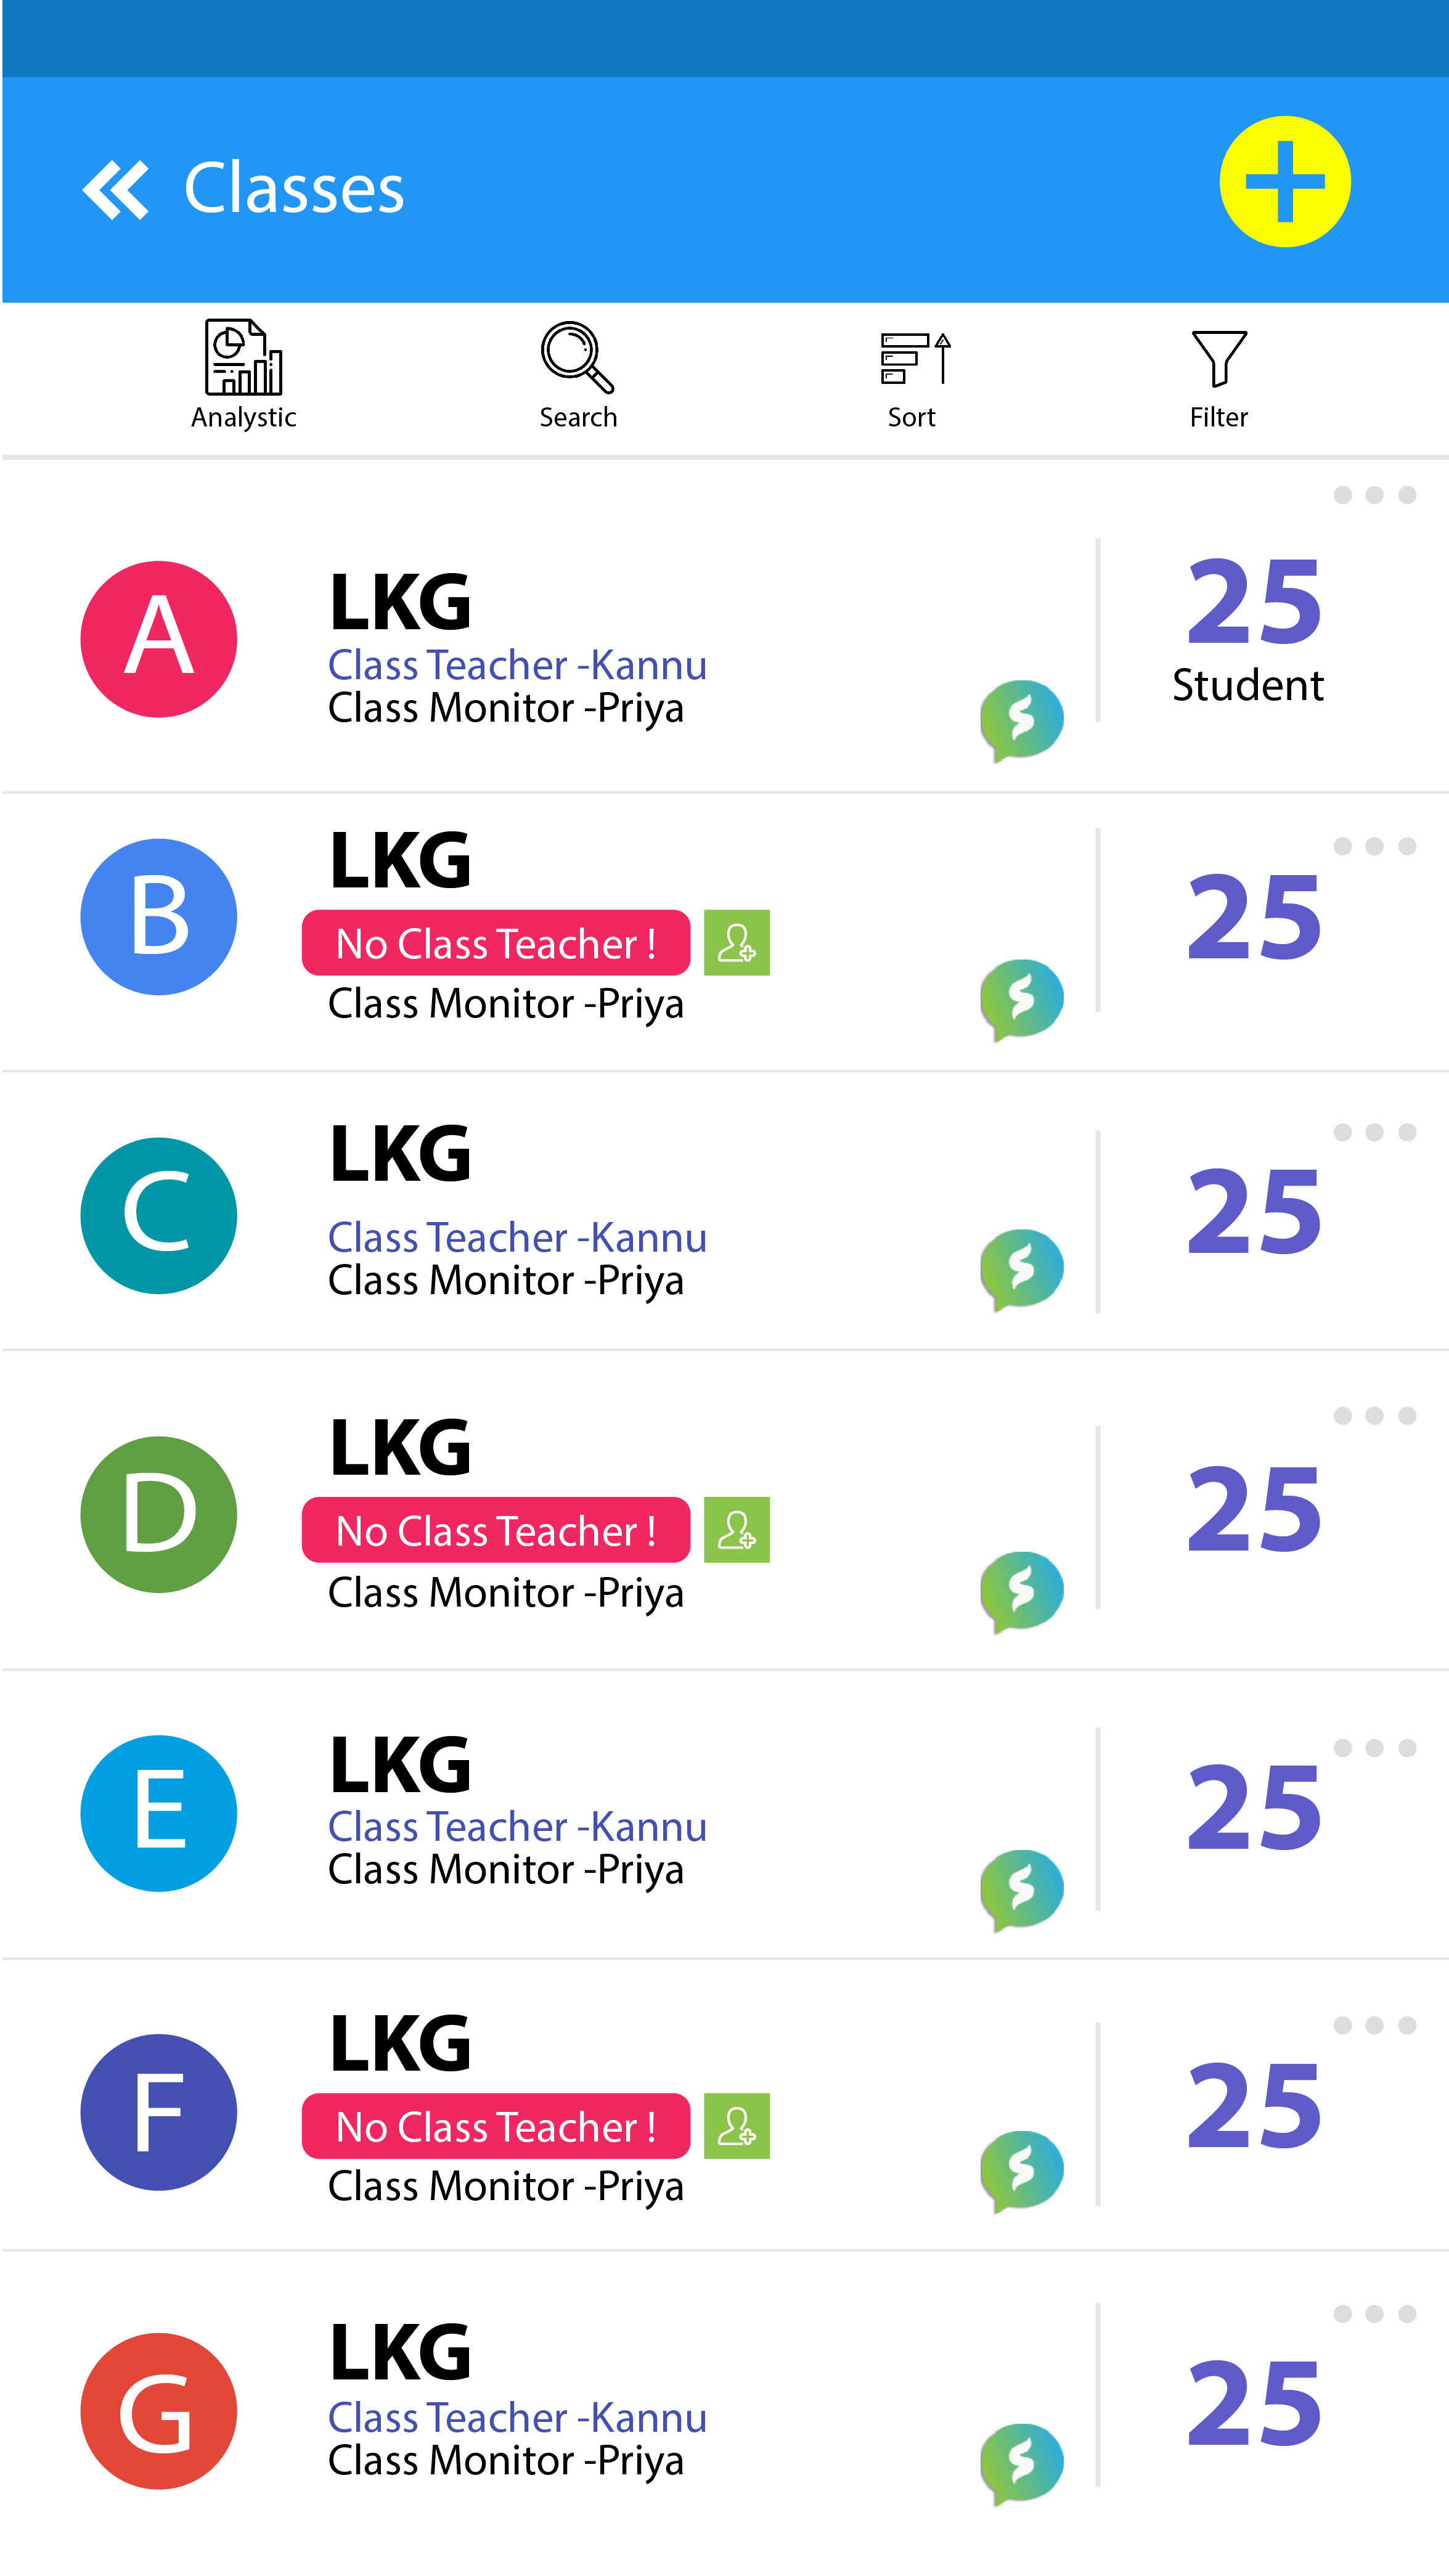 Classes
Analystic Search Sort Filter
A
LKG
Class Teacher -Kannu
Class Monitor -Priya
25
Student
B
LKG
No Class Teacher !
Class Monitor -Priya
25
C
LKG
Class Teacher -Kannu
Class Monitor -Priya
25
D
LKG
No Class Teacher !
Class Monitor -Priya
25
E
LKG
Class Teacher -Kannu
Class Monitor -Priya
25
F
LKG
No Class Teacher !
Class Monitor -Priya
25
G
LKG
Class Teacher -Kannu
Class Monitor -Priya
25